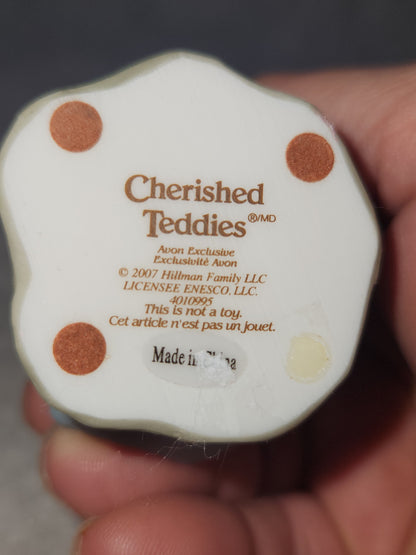 Cherished
Teddies®/MD
Avon Exclusive
Exclusivité Avon
© 2007 Hillman Family LLC
LICENSEE ENESCO, LLC.
4010995
This is not a toy.
Cet article n'est pas un jouet.
Made in China